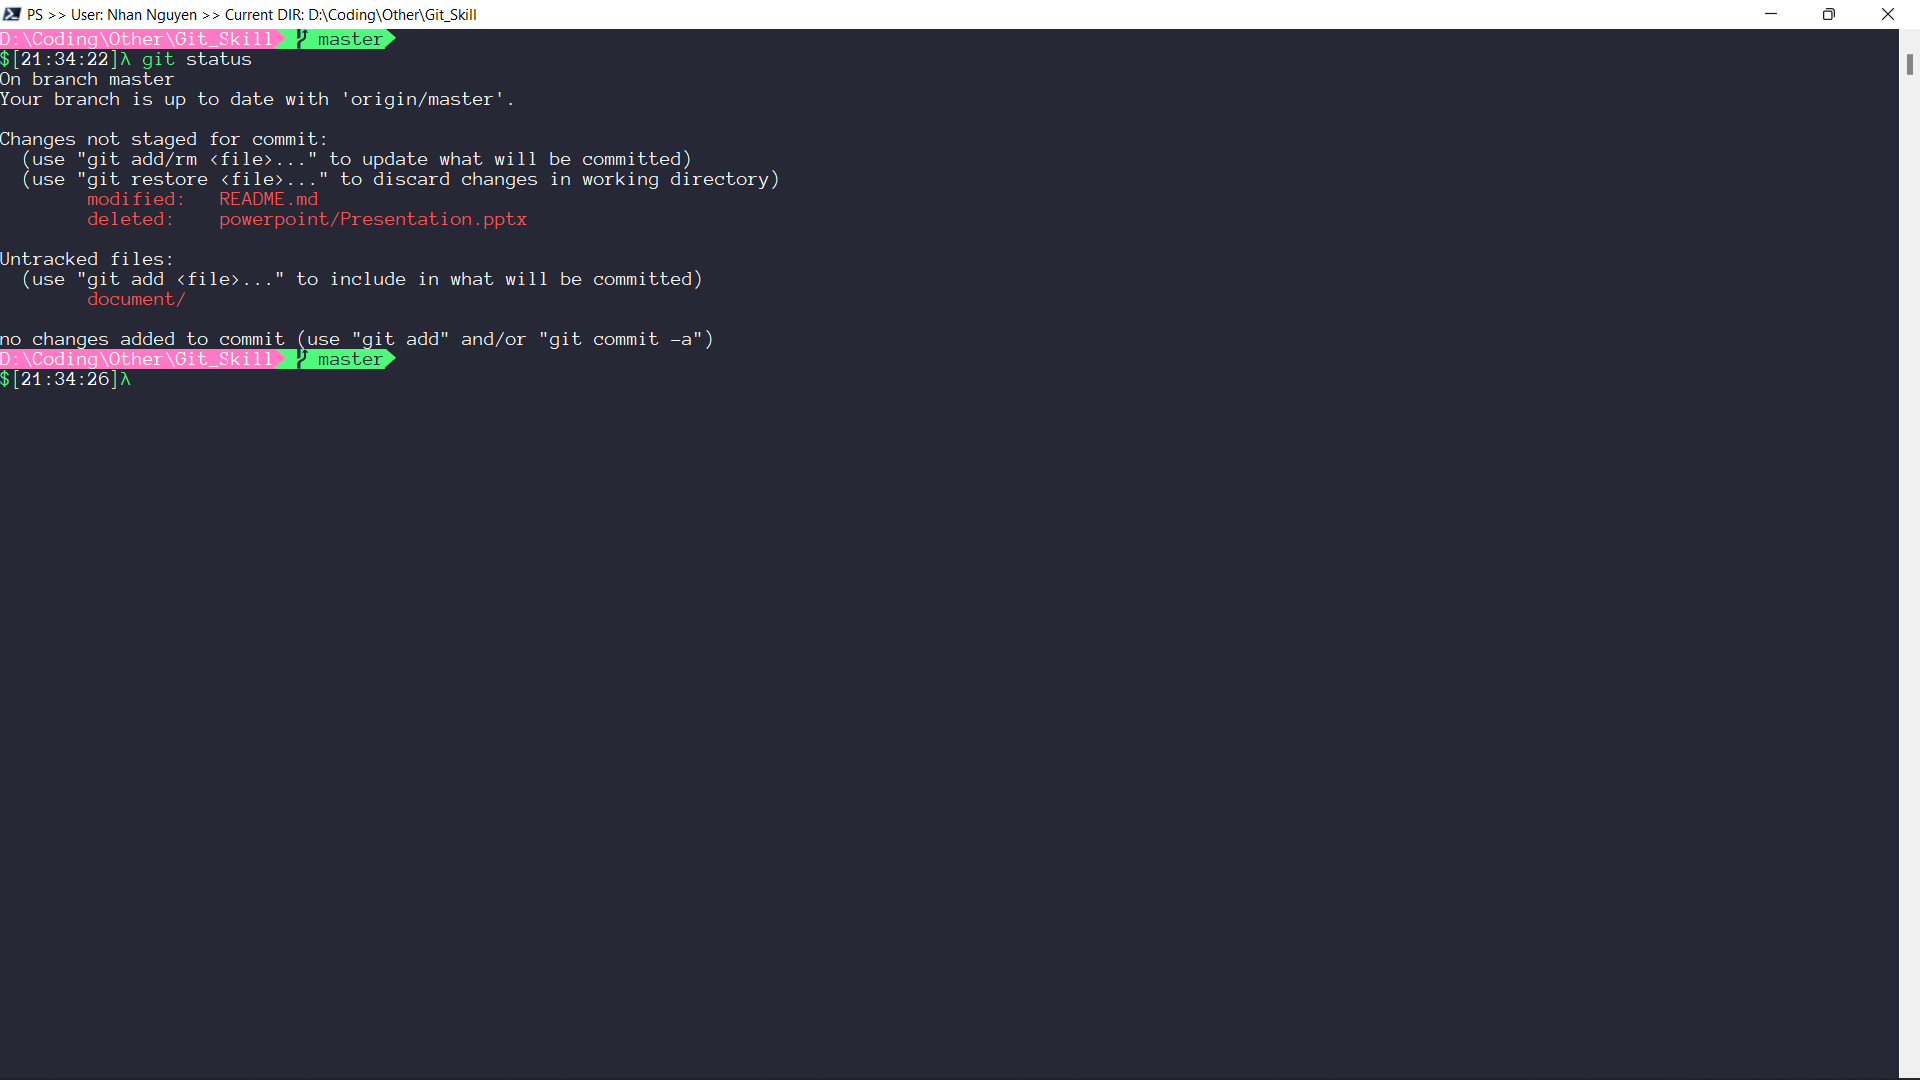 PS >> User: Nhan Nguyen >> Current DIR: D:\Coding\Other\Git_Skill
D:\Coding\Other\Git_Skill master
$[21:34:22]λ git status
On branch master
Your branch is up to date with 'origin/master'.
Changes not staged for commit:
(use "git add/rm <file>..." to update what will be committed)
(use "git restore <file>..." to discard changes in working directory)
modified: README.md
deleted: powerpoint/Presentation.pptx
Untracked files:
(use "git add <file>..." to include in what will be committed)
document/
no changes added to commit (use "git add" and/or "git commit -a")
D:\Coding\Other\Git_Skill master
$[21:34:26]λ